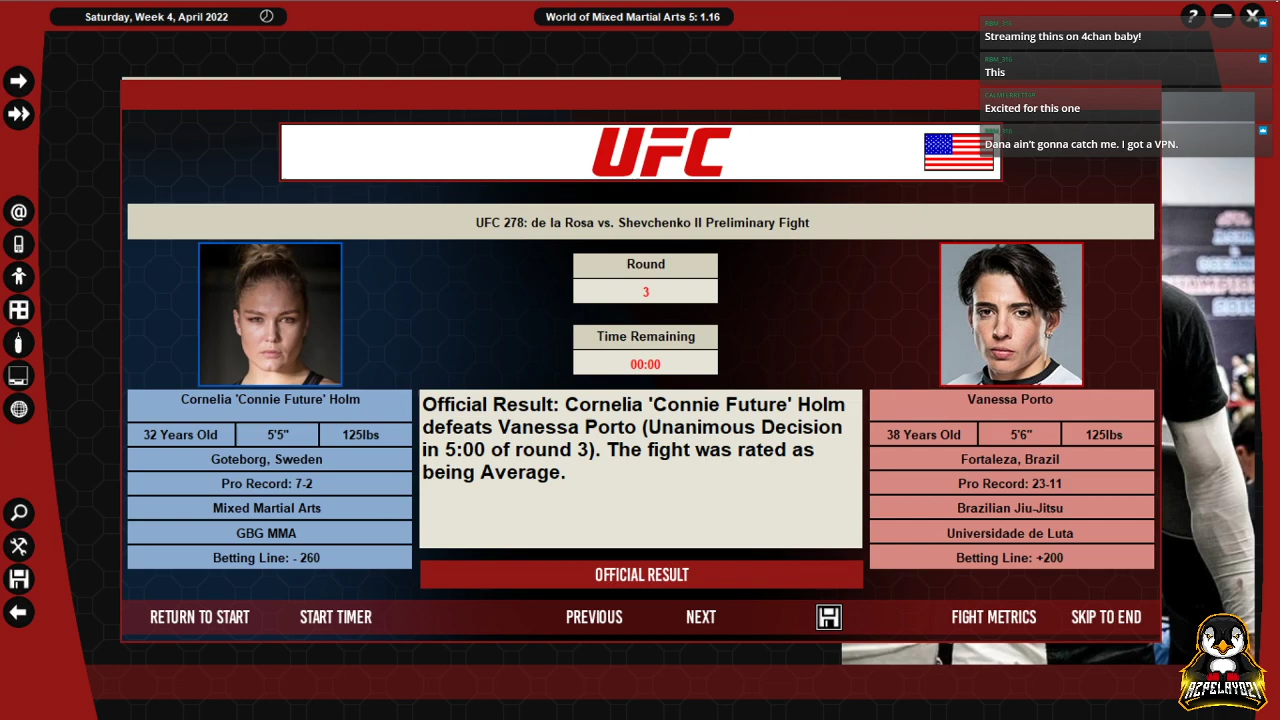 Saturday, Week 4, April 2022
World of Mixed Martial Arts 5: 1.16
?
X
RBM_310
Streaming thins on 4chan baby!
RBM_310
This
Excited for this one
RBM_310
Dana ain't gonna catch me. I got a VPN.
UFC
UFC 278: de la Rosa vs. Shevchenko II Preliminary Fight
Round
3
Time Remaining
00:00
Cornelia 'Connie Future' Holm
32 Years Old
5'5"
125lbs
Goteborg, Sweden
Pro Record: 7-2
Mixed Martial Arts
GBG MMA
Betting Line: - 260
Official Result: Cornelia 'Connie Future' Holm
defeats Vanessa Porto (Unanimous Decision
in 5:00 of round 3). The fight was rated as
being Average.
OFFICIAL RESULT
Vanessa Porto
38 Years Old
5'6"
125lbs
Fortaleza, Brazil
Pro Record: 23-11
Brazilian Jiu-Jitsu
Universidade de Luta
Betting Line: +200
RETURN TO START
START TIMER
PREVIOUS
NEXT
FIGHT METRICS
SKIP TO END
@
AZPELAYO21